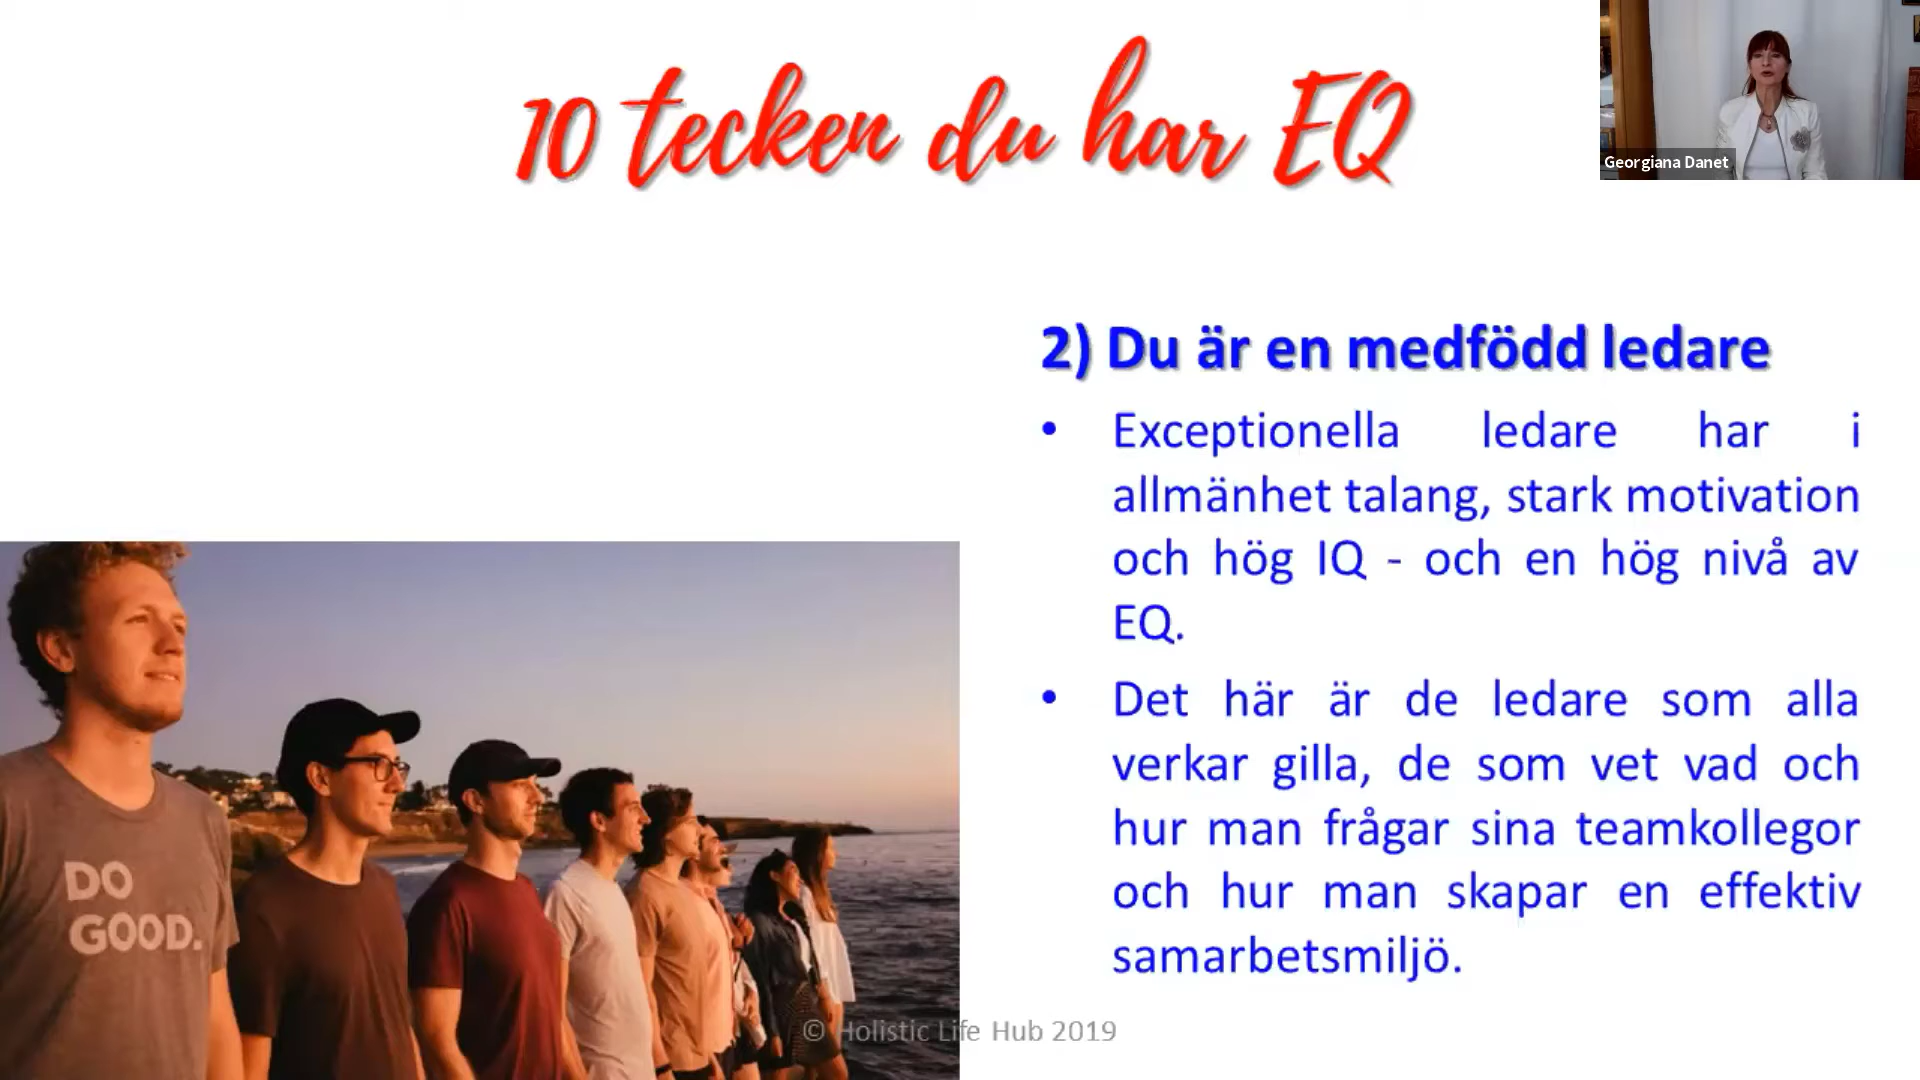 10 tecken du har EQ
Georgiana Danet
2) Du är en medfödd ledare
• Exceptionella ledare har i
allmänhet talang, stark motivation
och hög IQ - och en hög nivå av
EQ.
• Det här är de ledare som alla
verkar gilla, de som vet vad och
hur man frågar sina teamkollegor
och hur man skapar en effektiv
samarbetsmiljö.
DO
GOOD.
© Holistic Life Hub 2019